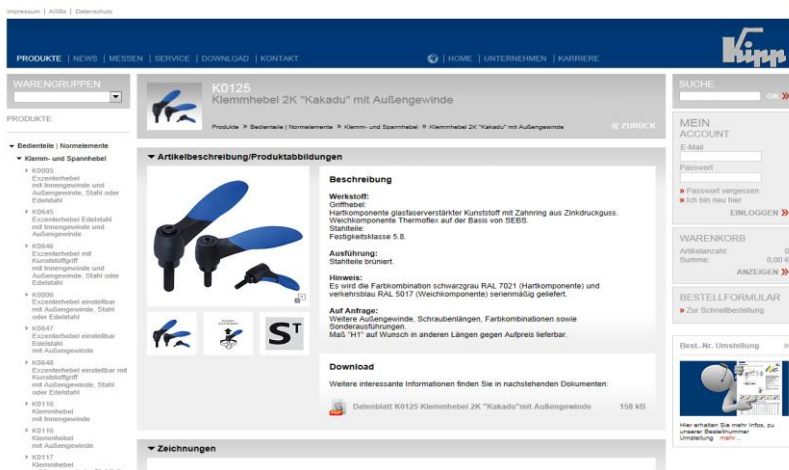 Impressum | AGBs | Datenschutz
Kipp
PRODUKTE | NEWS | MESSEN | SERVICE | DOWNLOAD | KONTAKT
HOME | UNTERNEHMEN | KARRIERE
WARENGRUPPEN
PRODUKTE:
Bedienteile | Normelemente
Klemm- und Spannhebel
K0005
Exzenterhebel
mit Innengewinde und
Außengewinde, Stahl oder
Edelstahl
K0645
Exzenterhebel Edelstahl
mit Innengewinde und
Außengewinde
K0646
Exzenterhebel mit
Kunststoffgriff
mit Innengewinde und
Außengewinde, Stahl oder
Edelstahl
K0006
Exzenterhebel einstellbar
mit Außengewinde, Stahl
oder Edelstahl
K0647
Exzenterhebel einstellbar
Edelstahl
mit Außengewinde
K0648
Exzenterhebel einstellbar mit
Kunststoffgriff
mit Außengewinde, Stahl
oder Edelstahl
K0116
Klemmhebel
mit Innengewinde
K0116
Klemmhebel
mit Außengewinde
K0117
Klemmhebel
K0125
Klemmhebel 2K "Kakadu" mit Außengewinde
Produkte » Bedienteile | Normelemente » Klemm- und Spannhebel » Klemmhebel 2K "Kakadu" mit Außengewinde
« ZURÜCK
Artikelbeschreibung/Produktabbildungen
ST
Beschreibung
Werkstoff:
Griffhebel:
Hartkomponente glasfaserverstärkter Kunststoff mit Zahnring aus Zinkdruckguss.
Weichkomponente Thermoflex auf der Basis von SEBS.
Stahlteile:
Festigkeitsklasse 5.8.
Ausführung:
Stahlteile brüniert.
Hinweis:
Es wird die Farbkombination schwarzgrau RAL 7021 (Hartkomponente) und
verkehrsblau RAL 5017 (Weichkomponente) serienmäßig geliefert.
Auf Anfrage:
Weitere Außengewinde, Schraubenlängen, Farbkombinationen sowie
Sonderausführungen.
Maß "H1" auf Wunsch in anderen Längen gegen Aufpreis lieferbar.
Download
Weitere interessante Informationen finden Sie in nachstehenden Dokumenten:
Datenblatt K0125 Klemmhebel 2K "Kakadu"mit Außengewinde 158 kB
Zeichnungen
SUCHE
OK »
MEIN
ACCOUNT
E-Mail
Passwort
» Passwort vergessen
» Ich bin neu hier
EINLOGGEN »
WARENKORB
Artikelanzahl: 0
Summe: 0,00 €
ANZEIGEN »
BESTELLFORMULAR
» Zur Schnellbestellung
Best.-Nr. Umstellung »
Hier erhalten Sie mehr Infos, zu
unserer Bestellnummer
Umstellung mehr...